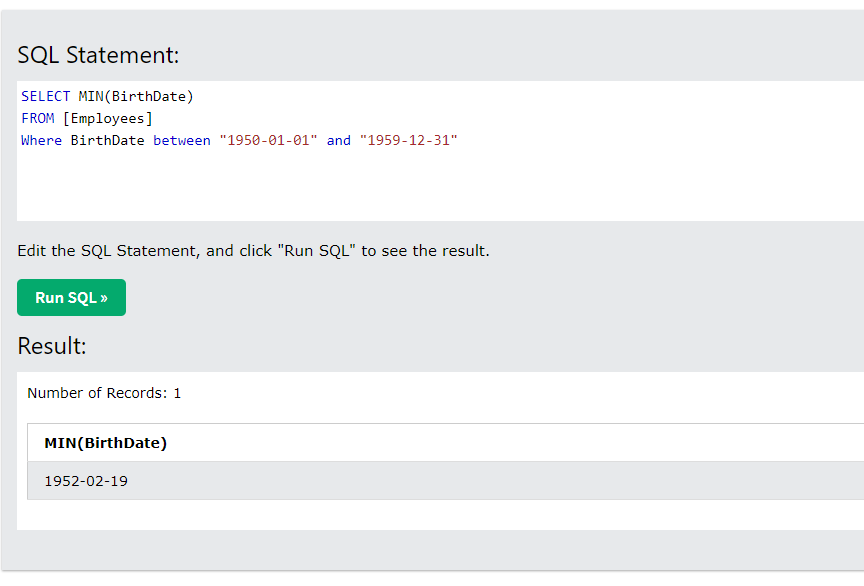 SQL Statement:
SELECT MIN(BirthDate)
FROM [Employees]
Where BirthDate between "1950-01-01" and "1959-12-31"
Edit the SQL Statement, and click "Run SQL" to see the result.
Run SQL »
Result:
Number of Records: 1
MIN(BirthDate)
1952-02-19